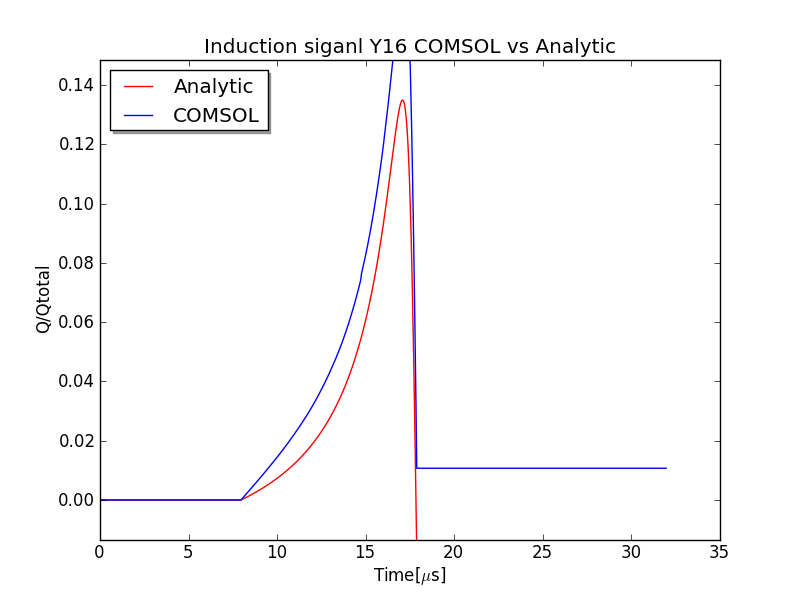 Induction siganl Y16 COMSOL vs Analytic
Analytic
COMSOL
0.14
0.12
0.10
0.08
0.06
0.04
0.02
0.00
Q/Qtotal
0 5 10 15 20 25 30 35
Time[μs]